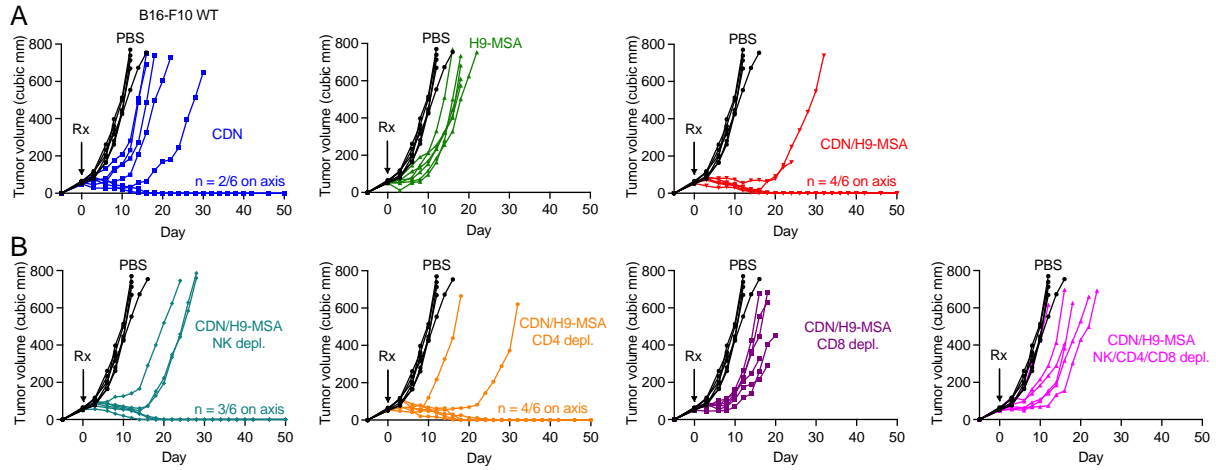 A
B16-F10 WT
Tumor volume (cubic mm)
800
600
400
200
0
PBS
Rx
CDN
n = 2/6 on axis
0 10 20 30 40 50
Day
Tumor volume (cubic mm)
800
600
400
200
0
PBS
H9-MSA
Rx
0 10 20 30 40 50
Day
Tumor volume (cubic mm)
800
600
400
200
0
PBS
Rx
CDN/H9-MSA
n = 4/6 on axis
0 10 20 30 40 50
Day
B
Tumor volume (cubic mm)
800
600
400
200
0
PBS
Rx
CDN/H9-MSA
NK depl.
n = 3/6 on axis
0 10 20 30 40 50
Day
Tumor volume (cubic mm)
800
600
400
200
0
PBS
Rx
CDN/H9-MSA
CD4 depl.
n = 4/6 on axis
0 10 20 30 40 50
Day
Tumor volume (cubic mm)
800
600
400
200
0
PBS
Rx
CDN/H9-MSA
CD8 depl.
0 10 20 30 40 50
Day
Tumor volume (cubic mm)
800
600
400
200
0
PBS
Rx
CDN/H9-MSA
NK/CD4/CD8 depl.
0 10 20 30 40 50
Day